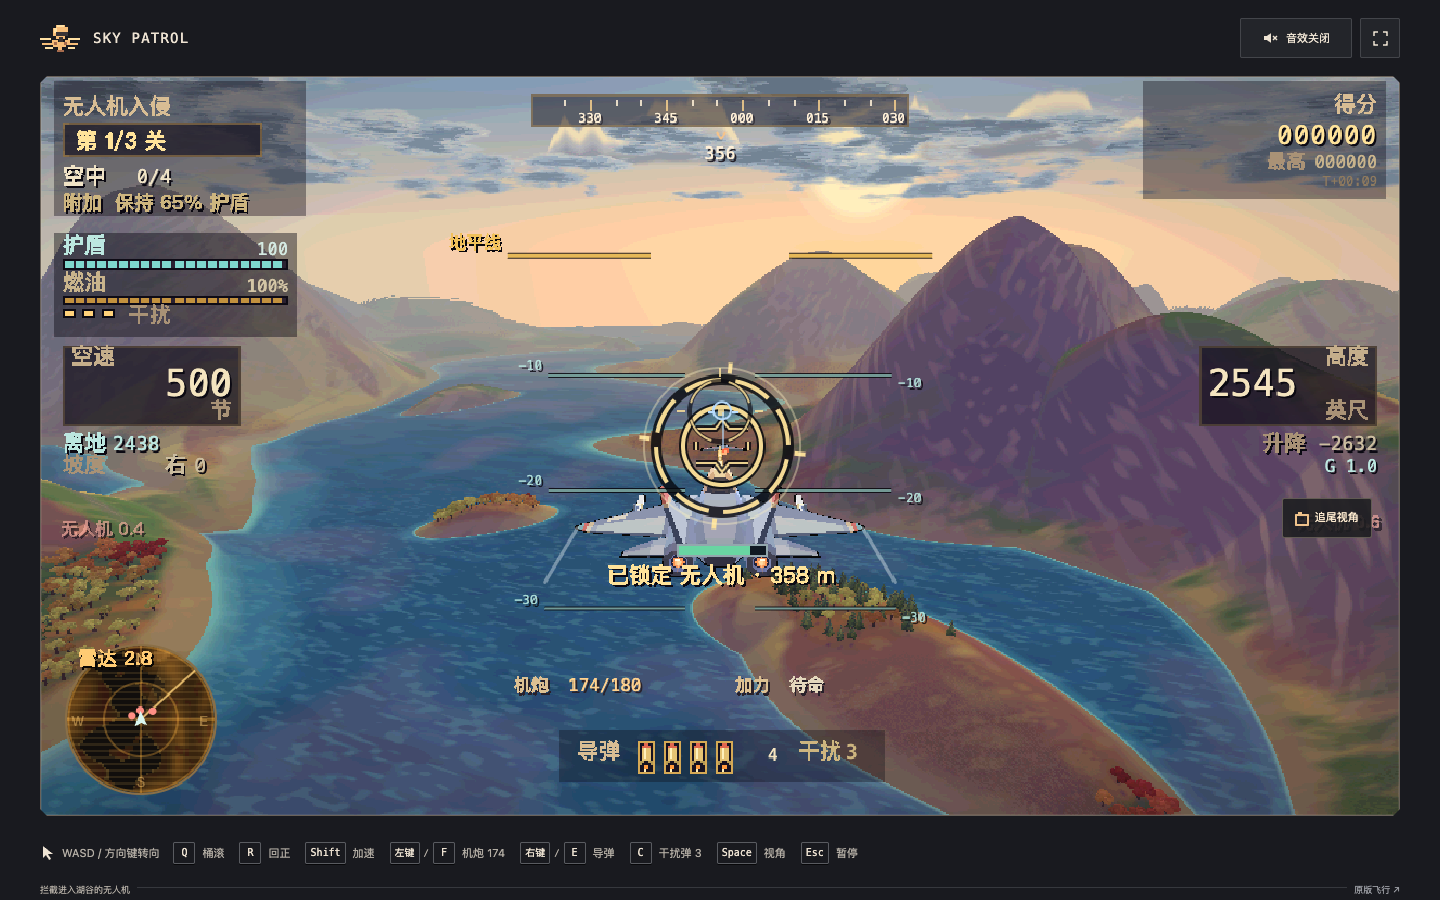 SKY PATROL
音效关闭
无人机入侵
第 1/3 关
空中 0/4
附加 保持 65% 护盾
330 345 000 015 030
356
得分
000000
最高 000000
T+00:09
护盾 100
燃油 100%
干扰
地平线
空速
500
节
离地 2438
坡度 右 0
高度
2545
英尺
升降 −2632
G 1.0
−10 −10
−20 −20
−30 −30
无人机 0.4
追尾视角
已锁定 无人机 · 358 m
雷达 2.8
W E
S
机炮 174/180 加力 待命
导弹 4 干扰 3
WASD / 方向键转向 Q 桶滚 R 回正 Shift 加速 左键 / F 机炮 174 右键 / E 导弹 C 干扰弹 3 Space 视角 Esc 暂停
拦截进入湖谷的无人机
原版飞行 ↗